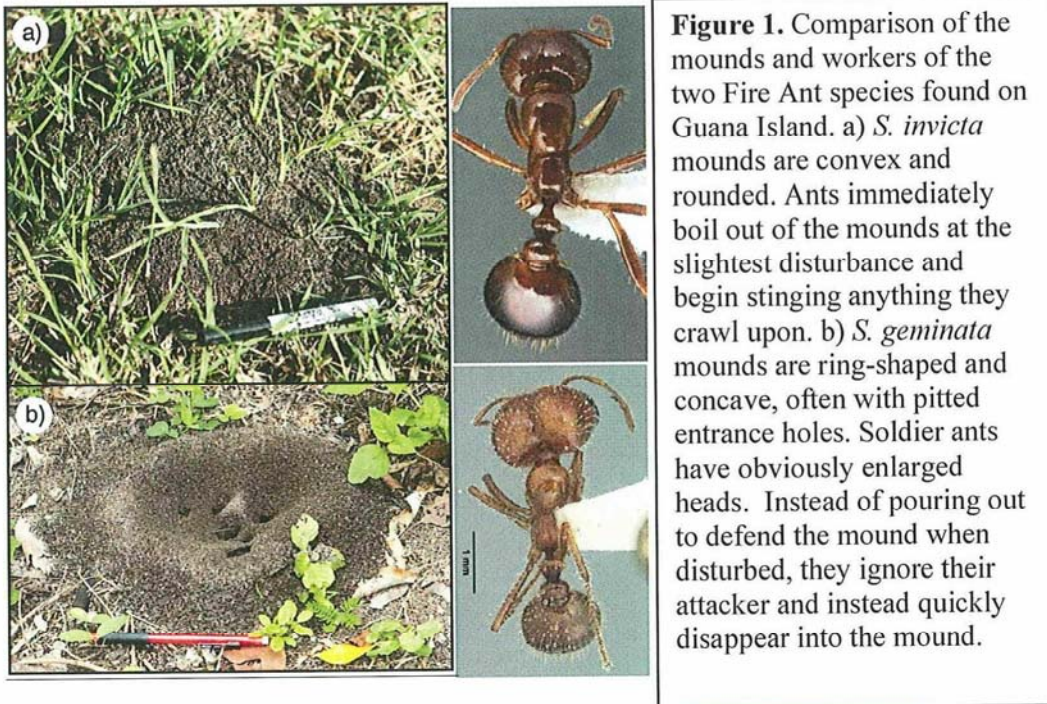 a)
b)
1 mm
Figure 1. Comparison of the
mounds and workers of the
two Fire Ant species found on
Guana Island. a) S. invicta
mounds are convex and
rounded. Ants immediately
boil out of the mounds at the
slightest disturbance and
begin stinging anything they
crawl upon. b) S. geminata
mounds are ring-shaped and
concave, often with pitted
entrance holes. Soldier ants
have obviously enlarged
heads. Instead of pouring out
to defend the mound when
disturbed, they ignore their
attacker and instead quickly
disappear into the mound.